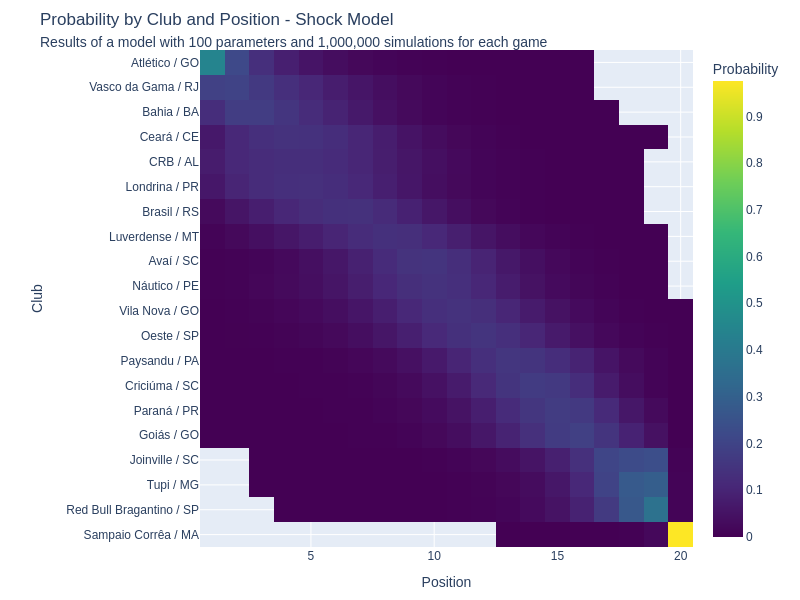 Probability by Club and Position - Shock Model
Results of a model with 100 parameters and 1,000,000 simulations for each game
Probability
Club
Atlético / GO
Vasco da Gama / RJ
Bahia / BA
Ceará / CE
CRB / AL
Londrina / PR
Brasil / RS
Luverdense / MT
Avaí / SC
Náutico / PE
Vila Nova / GO
Oeste / SP
Paysandu / PA
Criciúma / SC
Paraná / PR
Goiás / GO
Joinville / SC
Tupi / MG
Red Bull Bragantino / SP
Sampaio Corrêa / MA
5 10 15 20
Position
0.9
0.8
0.7
0.6
0.5
0.4
0.3
0.2
0.1
0